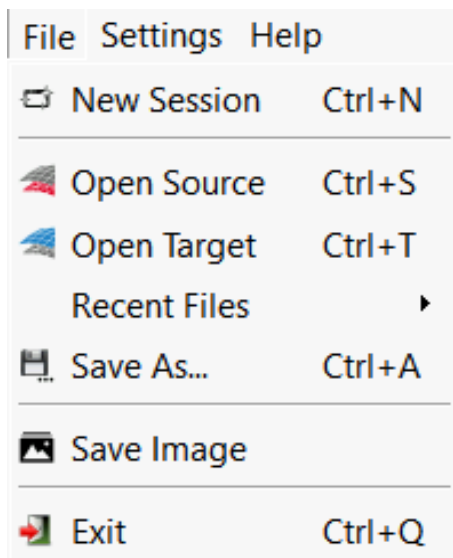 File Settings Help
New Session Ctrl+N
Open Source Ctrl+S
Open Target Ctrl+T
Recent Files
Save As... Ctrl+A
Save Image
Exit Ctrl+Q